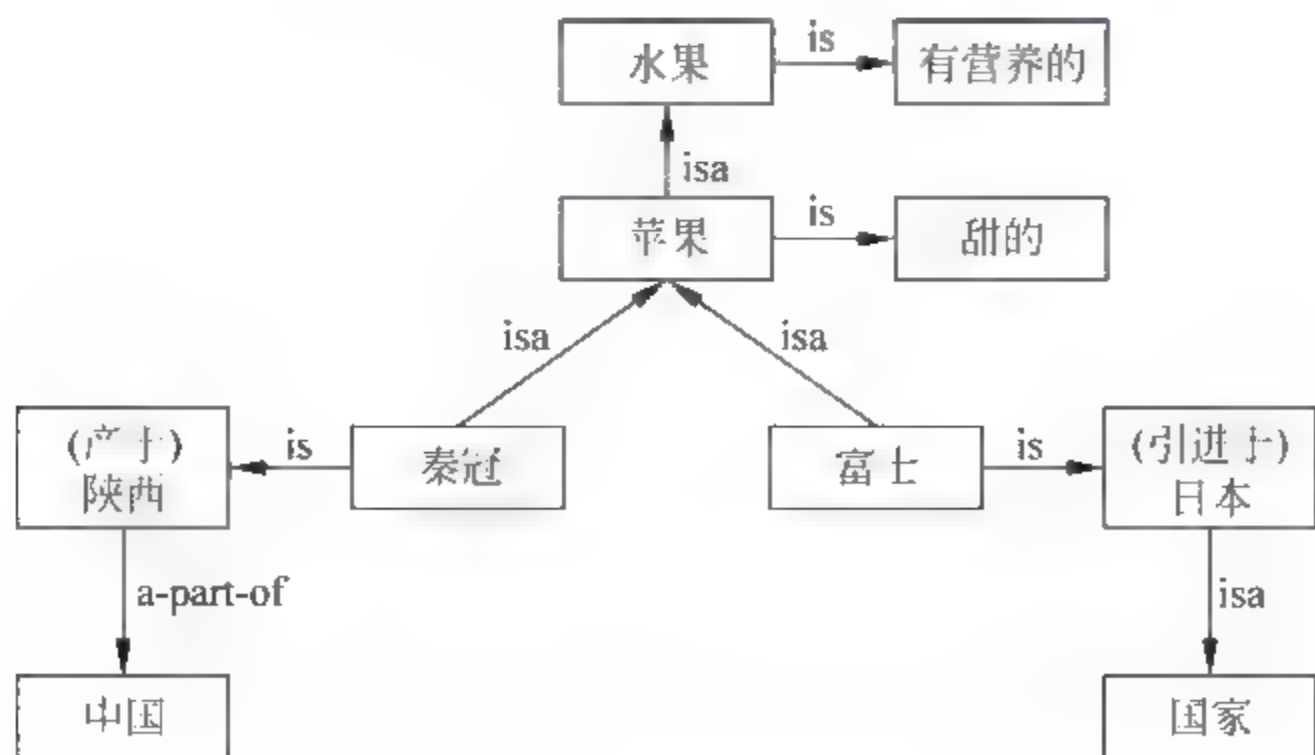 水果
is
有营养的
isa
苹果
is
甜的
isa
isa
(产于)
陕西
is
秦冠
富士
is
(引进于)
日本
a-part-of
isa
中国
国家